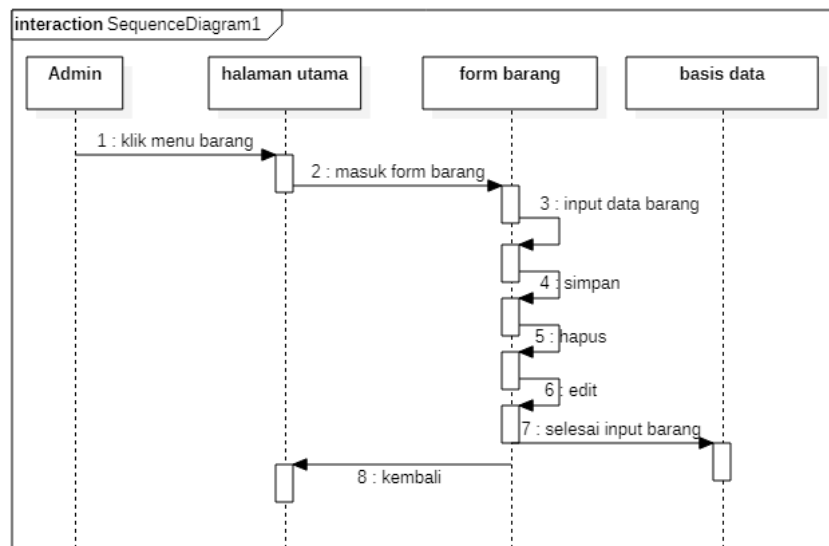 interaction SequenceDiagram1
Admin
halaman utama
form barang
basis data
1 : klik menu barang
2 : masuk form barang
3 : input data barang
4 : simpan
5 : hapus
6 : edit
7 : selesai input barang
8 : kembali